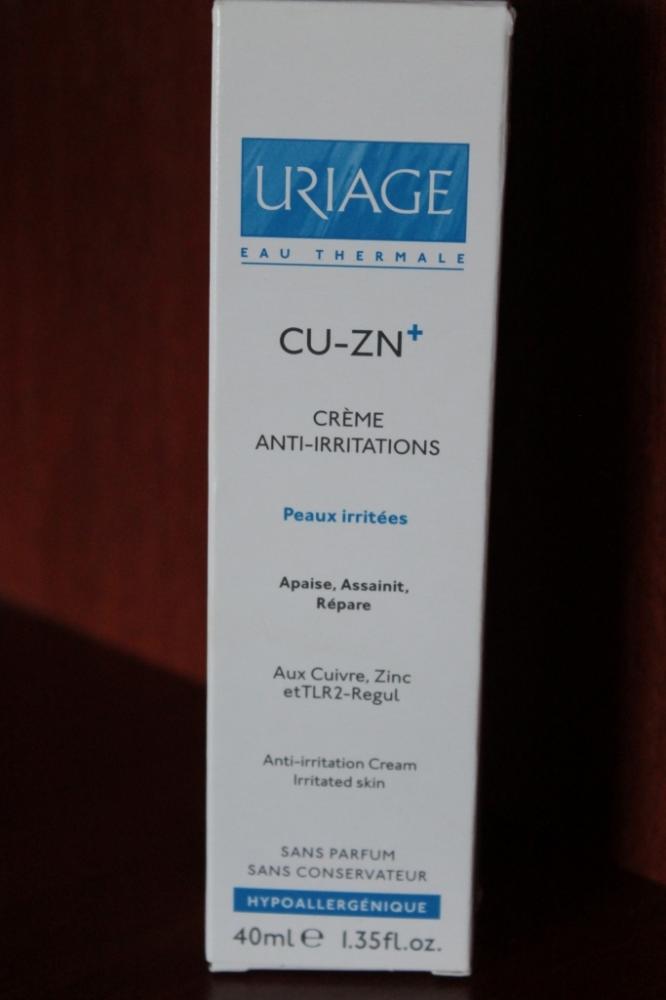 URIAGE
EAU THERMALE
CU-ZN+
CRÈME
ANTI-IRRITATIONS
Peaux irritées
Apaise, Assainit,
Répare
Aux Cuivre, Zinc
etTLR2-Regul
Anti-irritation Cream
Irritated skin
SANS PARFUM
SANS CONSERVATEUR
HYPOALLERGÉNIQUE
40ml ℮ 1.35fl.oz.